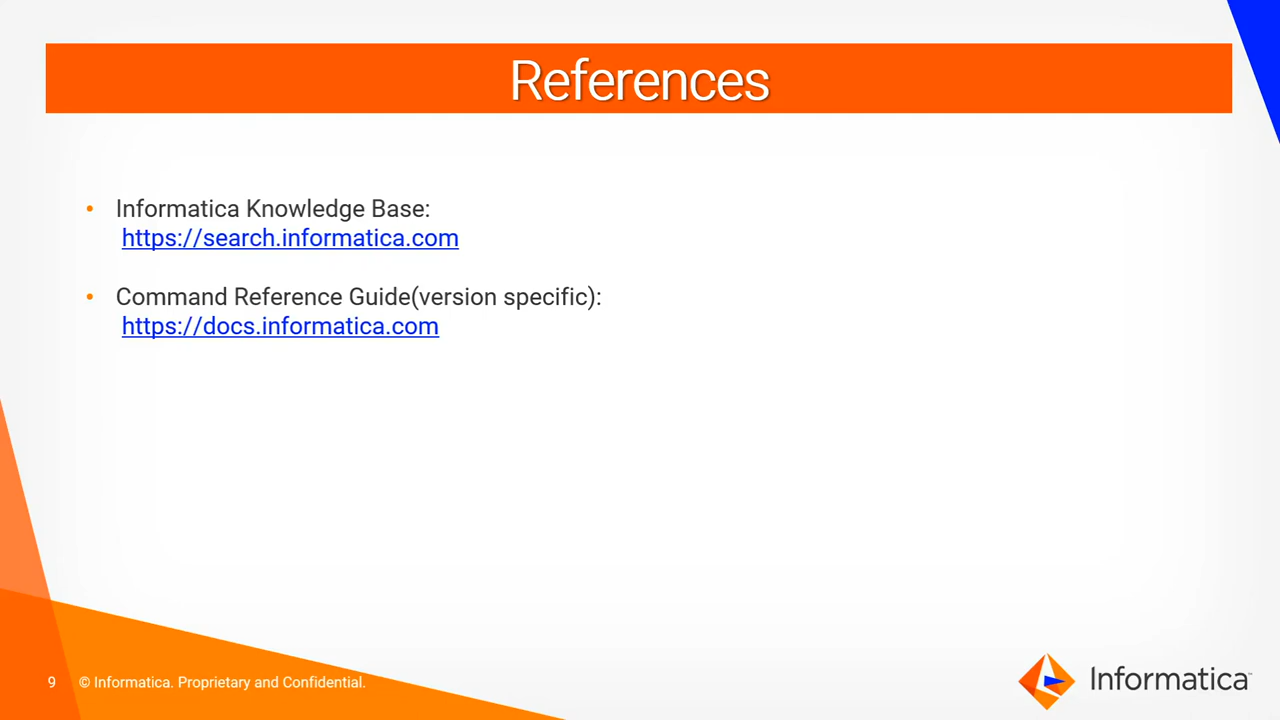 References
• Informatica Knowledge Base:
https://search.informatica.com
• Command Reference Guide(version specific):
https://docs.informatica.com
9 © Informatica. Proprietary and Confidential.
Informatica™